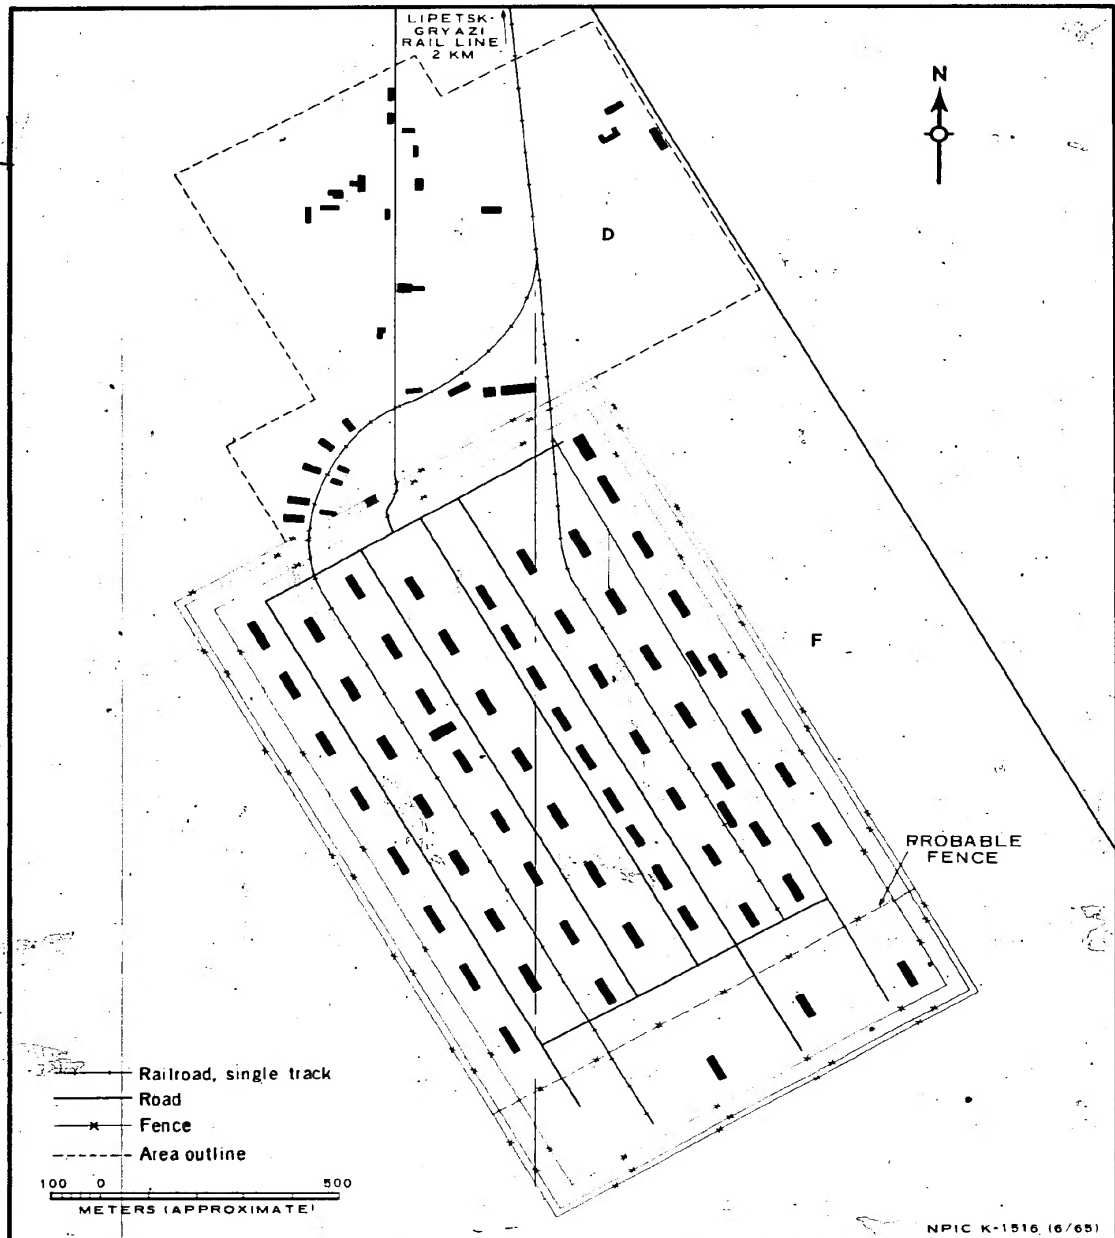 LIPETSK-
GRYAZI
RAIL LINE
2 KM
N
D
F
PROBABLE
FENCE
Railroad, single track
Road
Fence
Area outline
100 0 500
METERS (APPROXIMATE)
NPIC K-1516 (6/65)